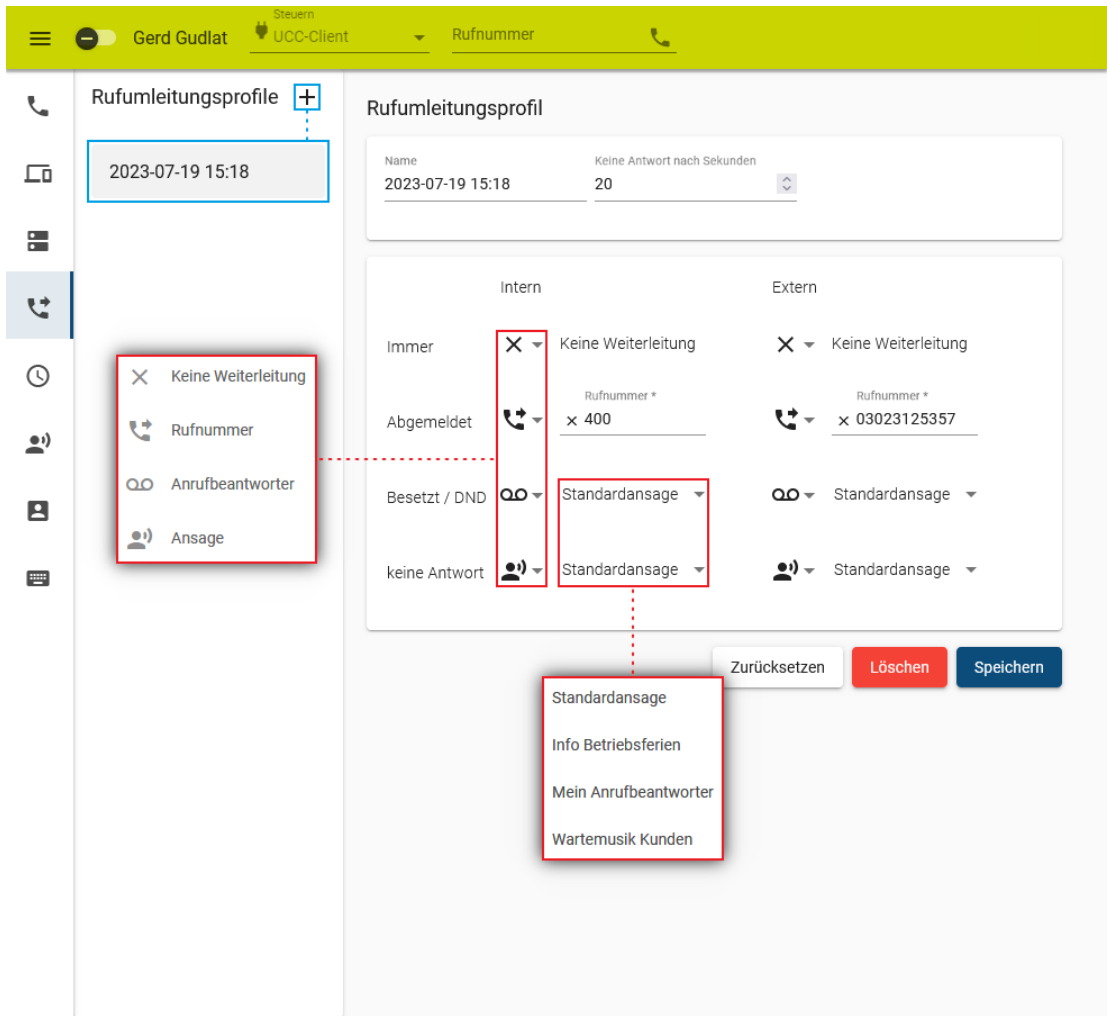 Steuern
Gerd Gudlat UCC-Client Rufnummer
Rufumleitungsprofile
2023-07-19 15:18
Rufumleitungsprofil
Name Keine Antwort nach Sekunden
2023-07-19 15:18 20
Intern Extern
Immer Keine Weiterleitung Keine Weiterleitung
Rufnummer * Rufnummer *
Abgemeldet 400 03023125357
Besetzt / DND Standardansage Standardansage
keine Antwort Standardansage Standardansage
Keine Weiterleitung
Rufnummer
Anrufbeantworter
Ansage
Zurücksetzen Löschen Speichern
Standardansage
Info Betriebsferien
Mein Anrufbeantworter
Wartemusik Kunden